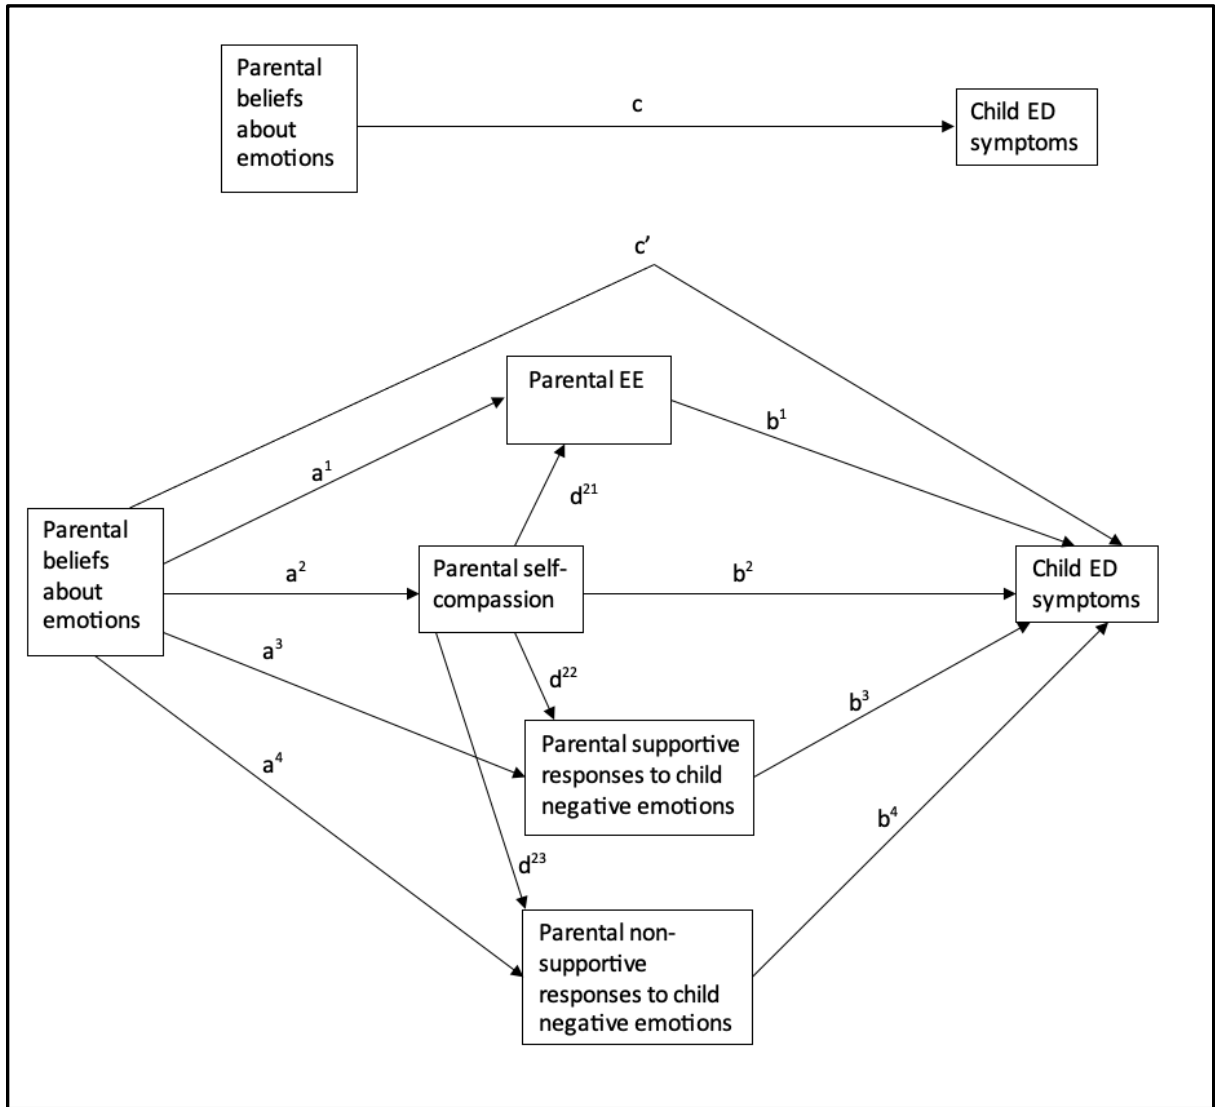 Parental
beliefs
about
emotions
c
Child ED
symptoms
c’
Parental EE
b¹
a¹
d²¹
Parental
beliefs
about
emotions
a²
Parental self-
compassion
b²
Child ED
symptoms
a³
d²²
b³
Parental supportive
responses to child
negative emotions
a⁴
b⁴
d²³
Parental non-
supportive
responses to child
negative emotions